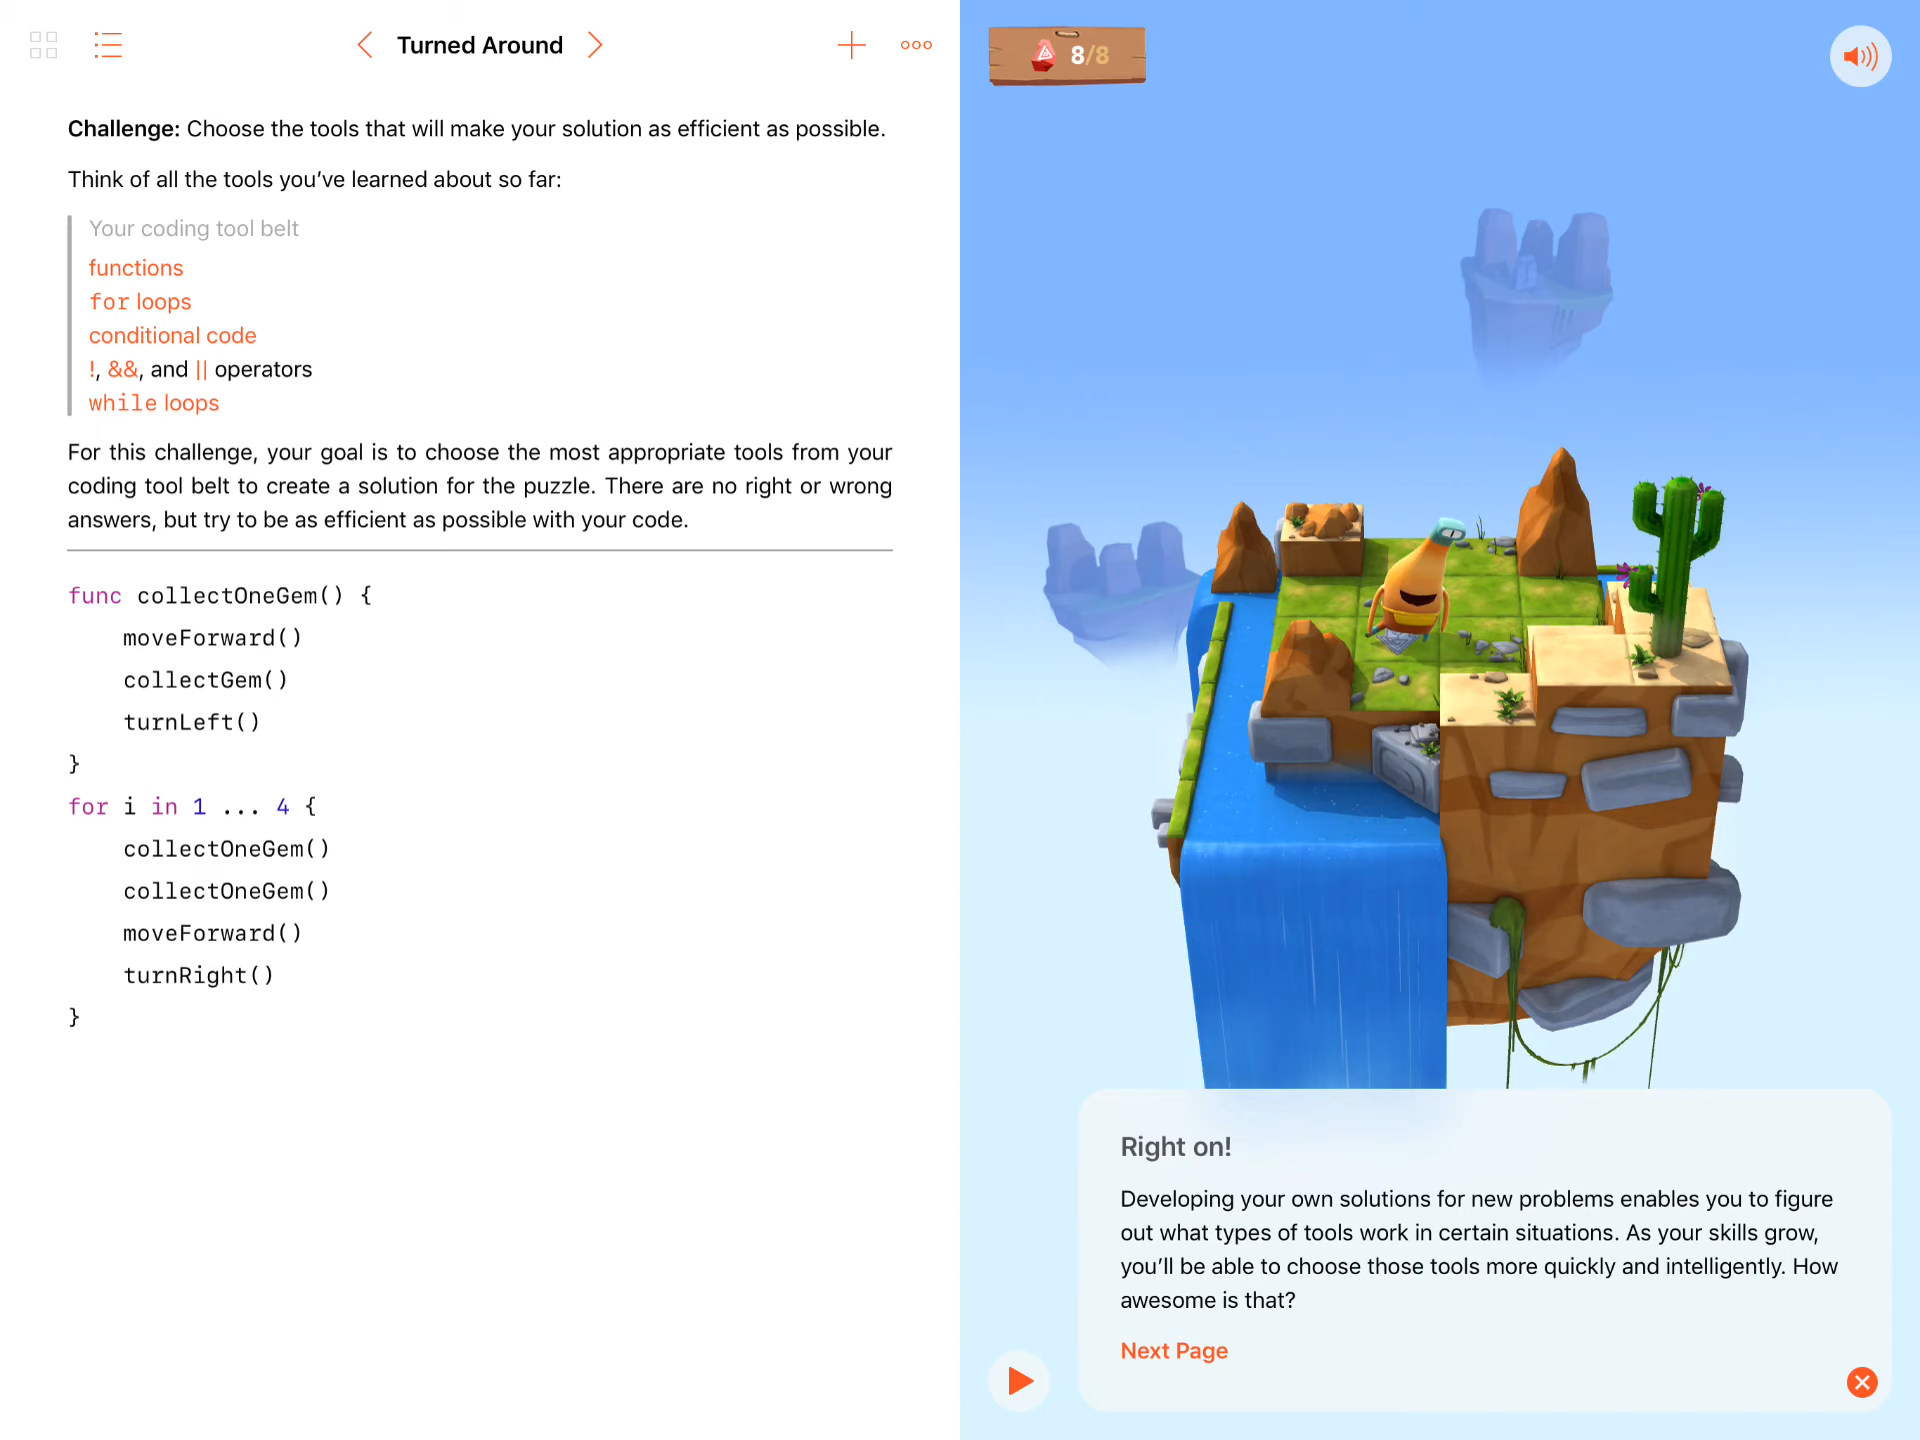 Turned Around
Challenge: Choose the tools that will make your solution as efficient as possible.
Think of all the tools you’ve learned about so far:
Your coding tool belt
functions
for loops
conditional code
!, &&, and || operators
while loops
For this challenge, your goal is to choose the most appropriate tools from your
coding tool belt to create a solution for the puzzle. There are no right or wrong
answers, but try to be as efficient as possible with your code.
func collectOneGem() {
    moveForward()
    collectGem()
    turnLeft()
}
for i in 1 ... 4 {
    collectOneGem()
    collectOneGem()
    moveForward()
    turnRight()
}
8/8
Right on!
Developing your own solutions for new problems enables you to figure
out what types of tools work in certain situations. As your skills grow,
you’ll be able to choose those tools more quickly and intelligently. How
awesome is that?
Next Page